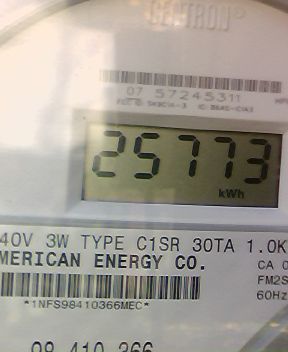 CENTRON®
07 57245311
25773
kWh
40V 3W TYPE C1SR 30TA 1.0K
MERICAN ENERGY CO.
CA 0
FM2S
60Hz
*1NFS98410366MEC*
98 410 366